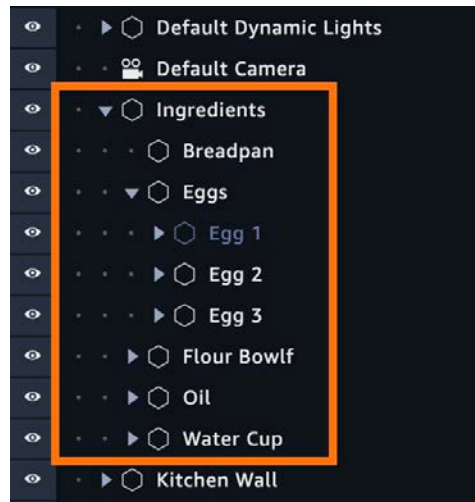 Default Dynamic Lights
Default Camera
Ingredients
Breadpan
Eggs
Egg 1
Egg 2
Egg 3
Flour Bowlf
Oil
Water Cup
Kitchen Wall